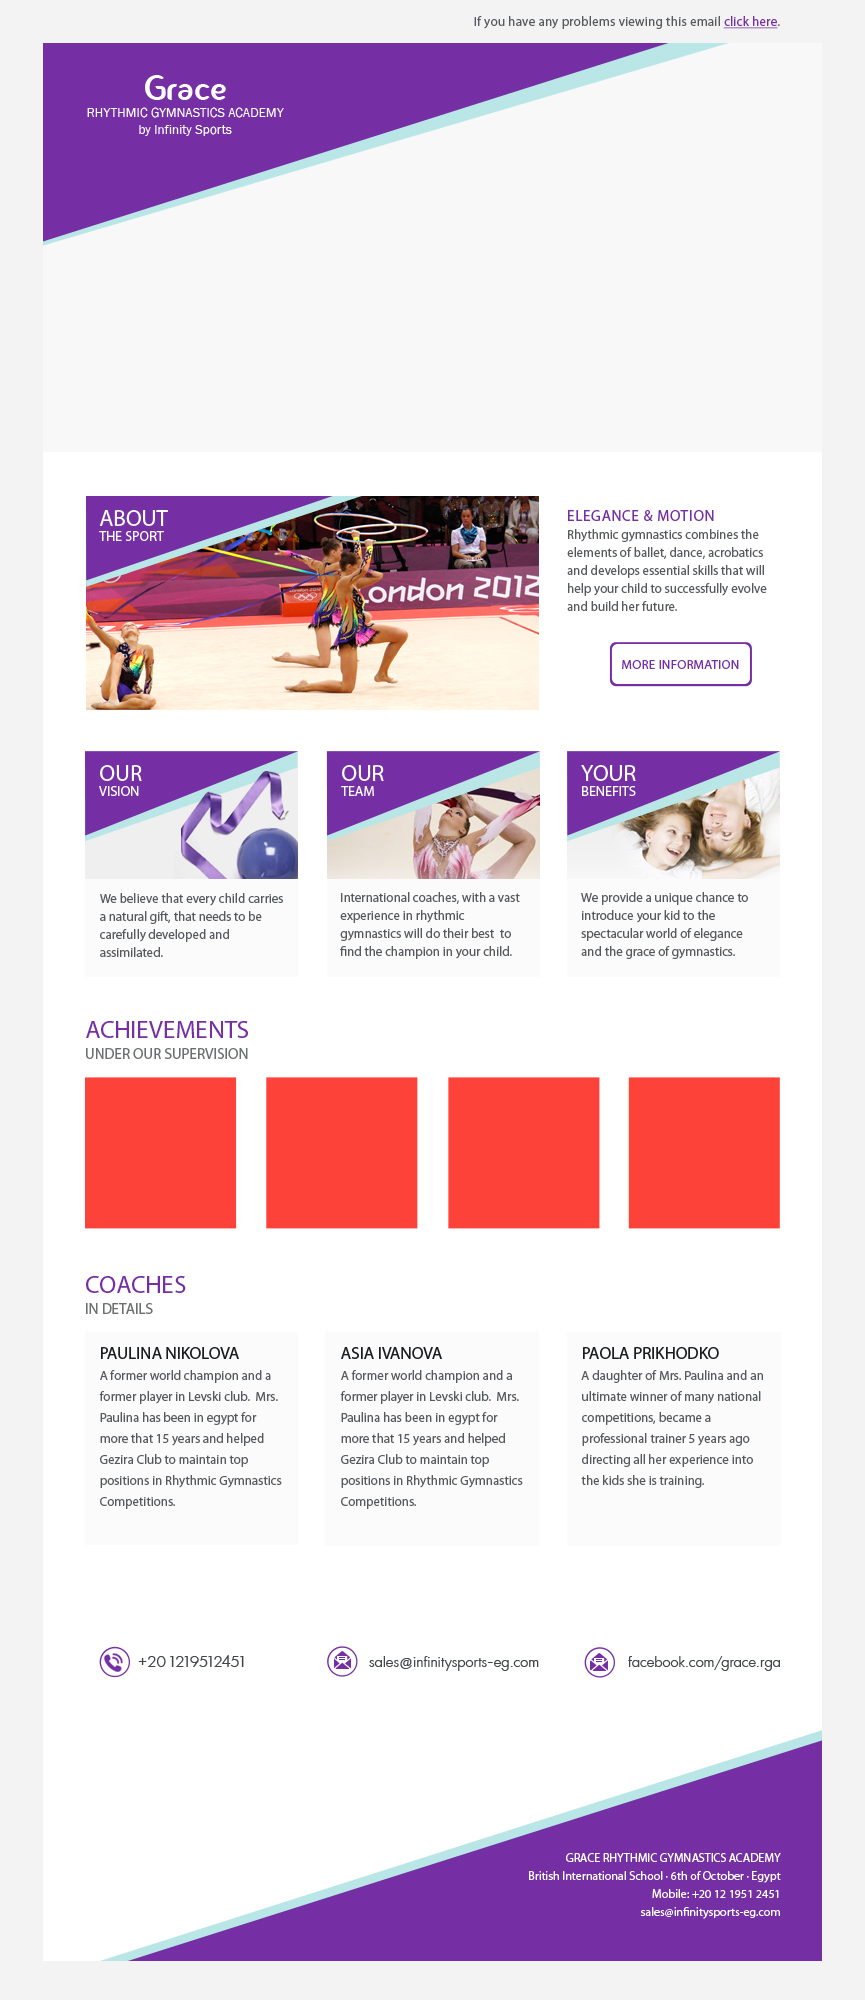 If you have any problems viewing this email click here.
Grace
RHYTHMIC GYMNASTICS ACADEMY
by Infinity Sports
ABOUT
THE SPORT
London 2012
ELEGANCE & MOTION
Rhythmic gymnastics combines the
elements of ballet, dance, acrobatics
and develops essential skills that will
help your child to successfully evolve
and build her future.
MORE INFORMATION
OUR
VISION
We believe that every child carries
a natural gift, that needs to be
carefully developed and
assimilated.
OUR
TEAM
International coaches, with a vast
experience in rhythmic
gymnastics will do their best  to
find the champion in your child.
YOUR
BENEFITS
We provide a unique chance to
introduce your kid to the
spectacular world of elegance
and the grace of gymnastics.
ACHIEVEMENTS
UNDER OUR SUPERVISION
COACHES
IN DETAILS
PAULINA NIKOLOVA
A former world champion and a
former player in Levski club.  Mrs.
Paulina has been in egypt for
more that 15 years and helped
Gezira Club to maintain top
positions in Rhythmic Gymnastics
Competitions.
ASIA IVANOVA
A former world champion and a
former player in Levski club.  Mrs.
Paulina has been in egypt for
more that 15 years and helped
Gezira Club to maintain top
positions in Rhythmic Gymnastics
Competitions.
PAOLA PRIKHODKO
A daughter of Mrs. Paulina and an
ultimate winner of many national
competitions, became a
professional trainer 5 years ago
directing all her experience into
the kids she is training.
+20 1219512451
sales@infinitysports-eg.com
facebook.com/grace.rga
GRACE RHYTHMIC GYMNASTICS ACADEMY
British International School · 6th of October · Egypt
Mobile: +20 12 1951 2451
sales@infinitysports-eg.com